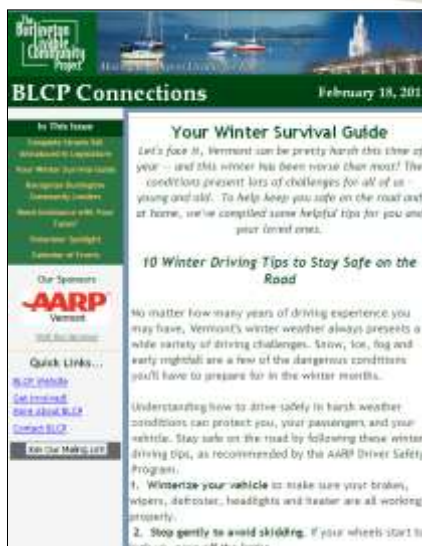 The
Burlington
Livable
Community
Project
BLCP Connections
February 18, 201
In This Issue
Complete Streets Bill
Introduced in Legislature
Your Winter Survival Guide
Recognize Burlington
Community Leaders
Need Assistance with Your
Taxes?
Volunteer Spotlight
Calendar of Events
Our Sponsors
AARP
Vermont
Quick Links...
BLCP Website
Get Involved!
More About BLCP
Contact BLCP
Join Our Mailing List!
Your Winter Survival Guide
Let's face it, Vermont can be pretty harsh this time of
year -- and this winter has been worse than most! The
conditions present lots of challenges for all of us -
young and old. To help keep you safe on the road and
at home, we've compiled some helpful tips for you and
your loved ones.
10 Winter Driving Tips to Stay Safe on the
Road
No matter how many years of driving experience you
may have, Vermont's winter weather always presents a
wide variety of driving challenges. Snow, ice, fog and
early nightfall are a few of the dangerous conditions
you'll have to prepare for in the winter months.
Understanding how to drive safely in harsh weather
conditions can protect you, your passengers and your
vehicle. Stay safe on the road by following these winter
driving tips, as recommended by the AARP Driver Safety
Program.
1. Winterize your vehicle to make sure your brakes,
wipers, defroster, headlights and heater are all working
properly.
2. Stop gently to avoid skidding. If your wheels start to